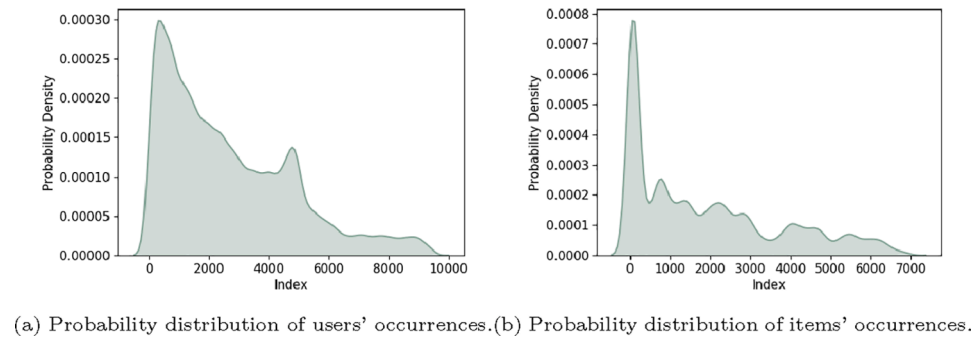 0.00030
0.00025
0.00020
0.00015
0.00010
0.00005
0.00000
Probability Density
0 2000 4000 6000 8000 10000
Index
0.0008
0.0007
0.0006
0.0005
0.0004
0.0003
0.0002
0.0001
0.0000
Probability Density
0 1000 2000 3000 4000 5000 6000 7000
Index
(a) Probability distribution of users' occurrences.(b) Probability distribution of items' occurrences.